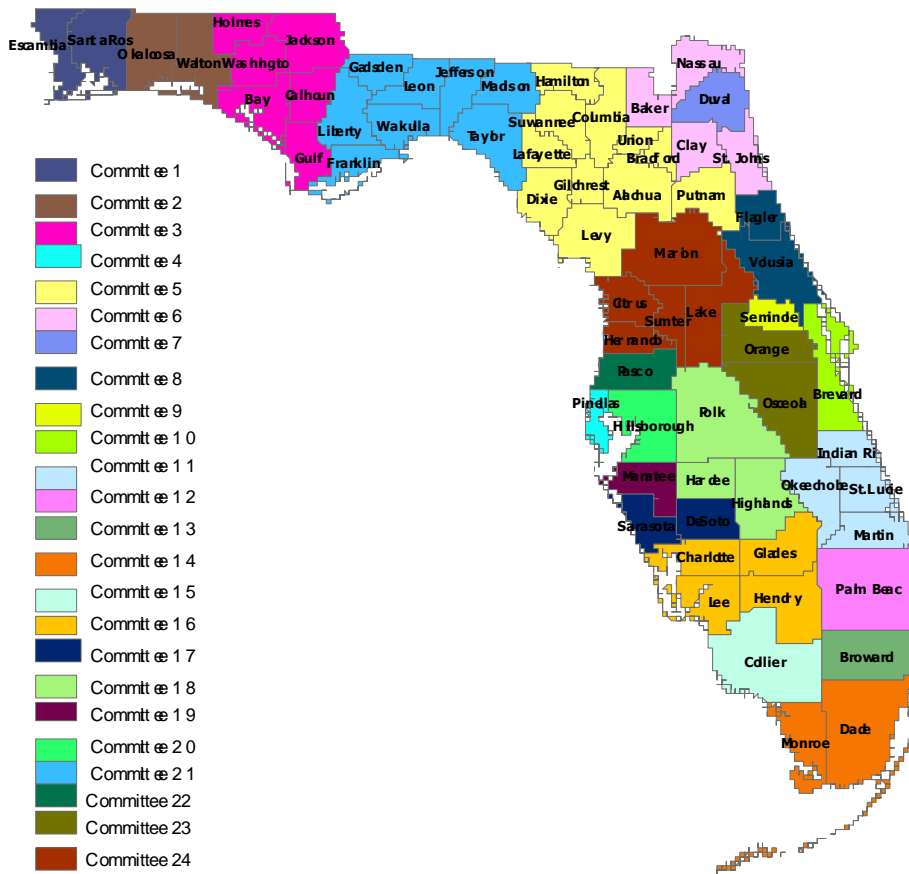 Holmes
Escambia
Santa Ros
Okaloosa
Walton
Washington
Jackson
Bay
Calhoun
Gulf
Gadsden
Leon
Jefferson
Madison
Liberty
Wakulla
Franklin
Taylor
Hamilton
Suwannee
Columbia
Lafayette
Union
Bradford
Gilchrest
Alachua
Putnam
Dixie
Levy
Nassau
Baker
Duval
Clay
St. Johns
Flagler
Volusia
Marion
Citrus
Sumter
Lake
Hernando
Seminole
Orange
Pasco
Osceola
Brevard
Pinellas
Hillsborough
Polk
Indian Ri
Manatee
Hardee
Okeechobe
St.Lucie
Highlands
Sarasota
DeSoto
Martin
Charlotte
Glades
Lee
Hendry
Palm Beac
Collier
Broward
Monroe
Dade
Committee 1
Committee 2
Committee 3
Committee 4
Committee 5
Committee 6
Committee 7
Committee 8
Committee 9
Committee 10
Committee 11
Committee 12
Committee 13
Committee 14
Committee 15
Committee 16
Committee 17
Committee 18
Committee 19
Committee 20
Committee 21
Committee 22
Committee 23
Committee 24